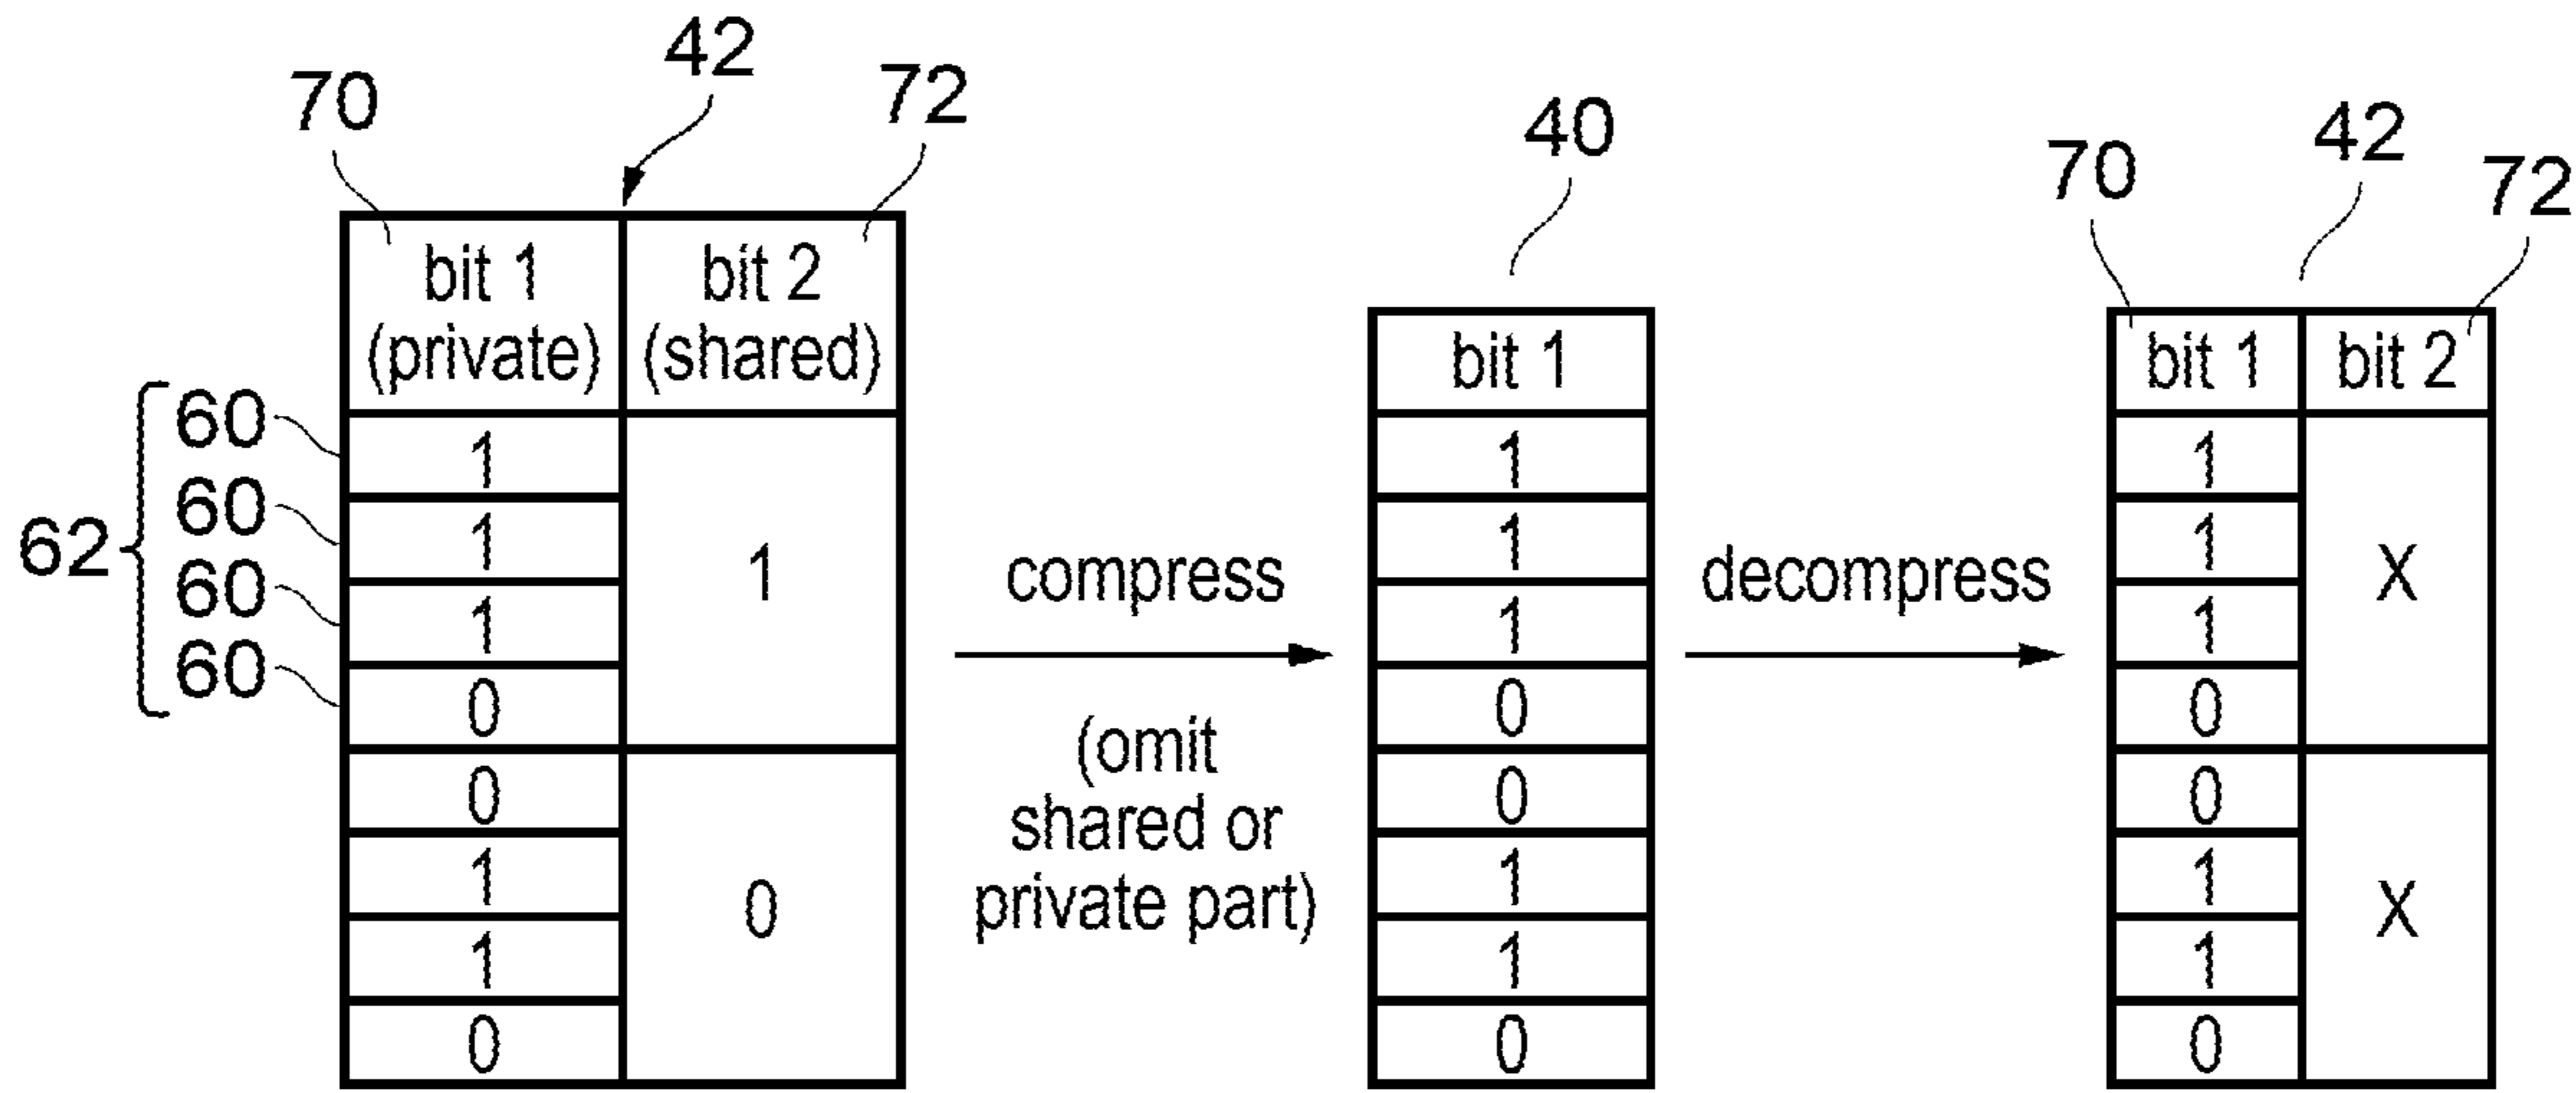 42
70
72
40
42
70
72
bit 1
(private)
bit 2
(shared)
bit 1
bit 1
bit 2
62
60
60
60
60
1
1
1
0
0
1
1
0
1
0
compress
(omit
shared or
private part)
1
1
1
0
0
1
1
0
decompress
1
1
1
0
0
1
1
0
X
X